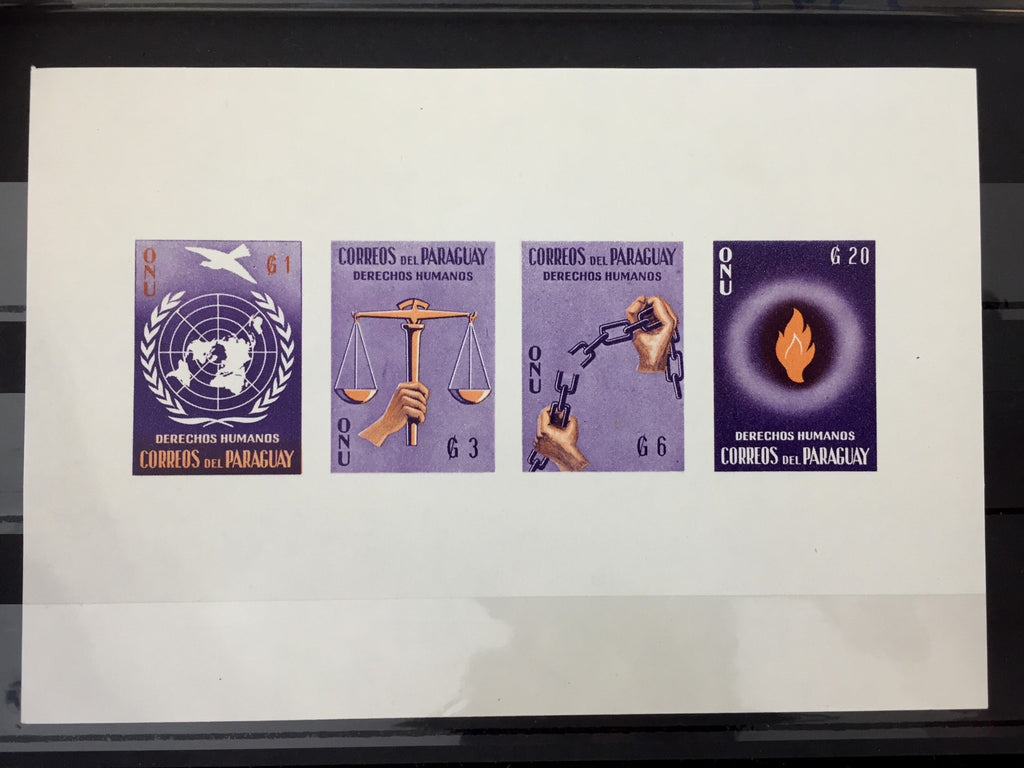 ONU
₲ 1
DERECHOS HUMANOS
CORREOS DEL PARAGUAY
CORREOS DEL PARAGUAY
DERECHOS HUMANOS
ONU
₲ 3
CORREOS DEL PARAGUAY
DERECHOS HUMANOS
ONU
₲ 6
ONU
₲ 20
DERECHOS HUMANOS
CORREOS DEL PARAGUAY